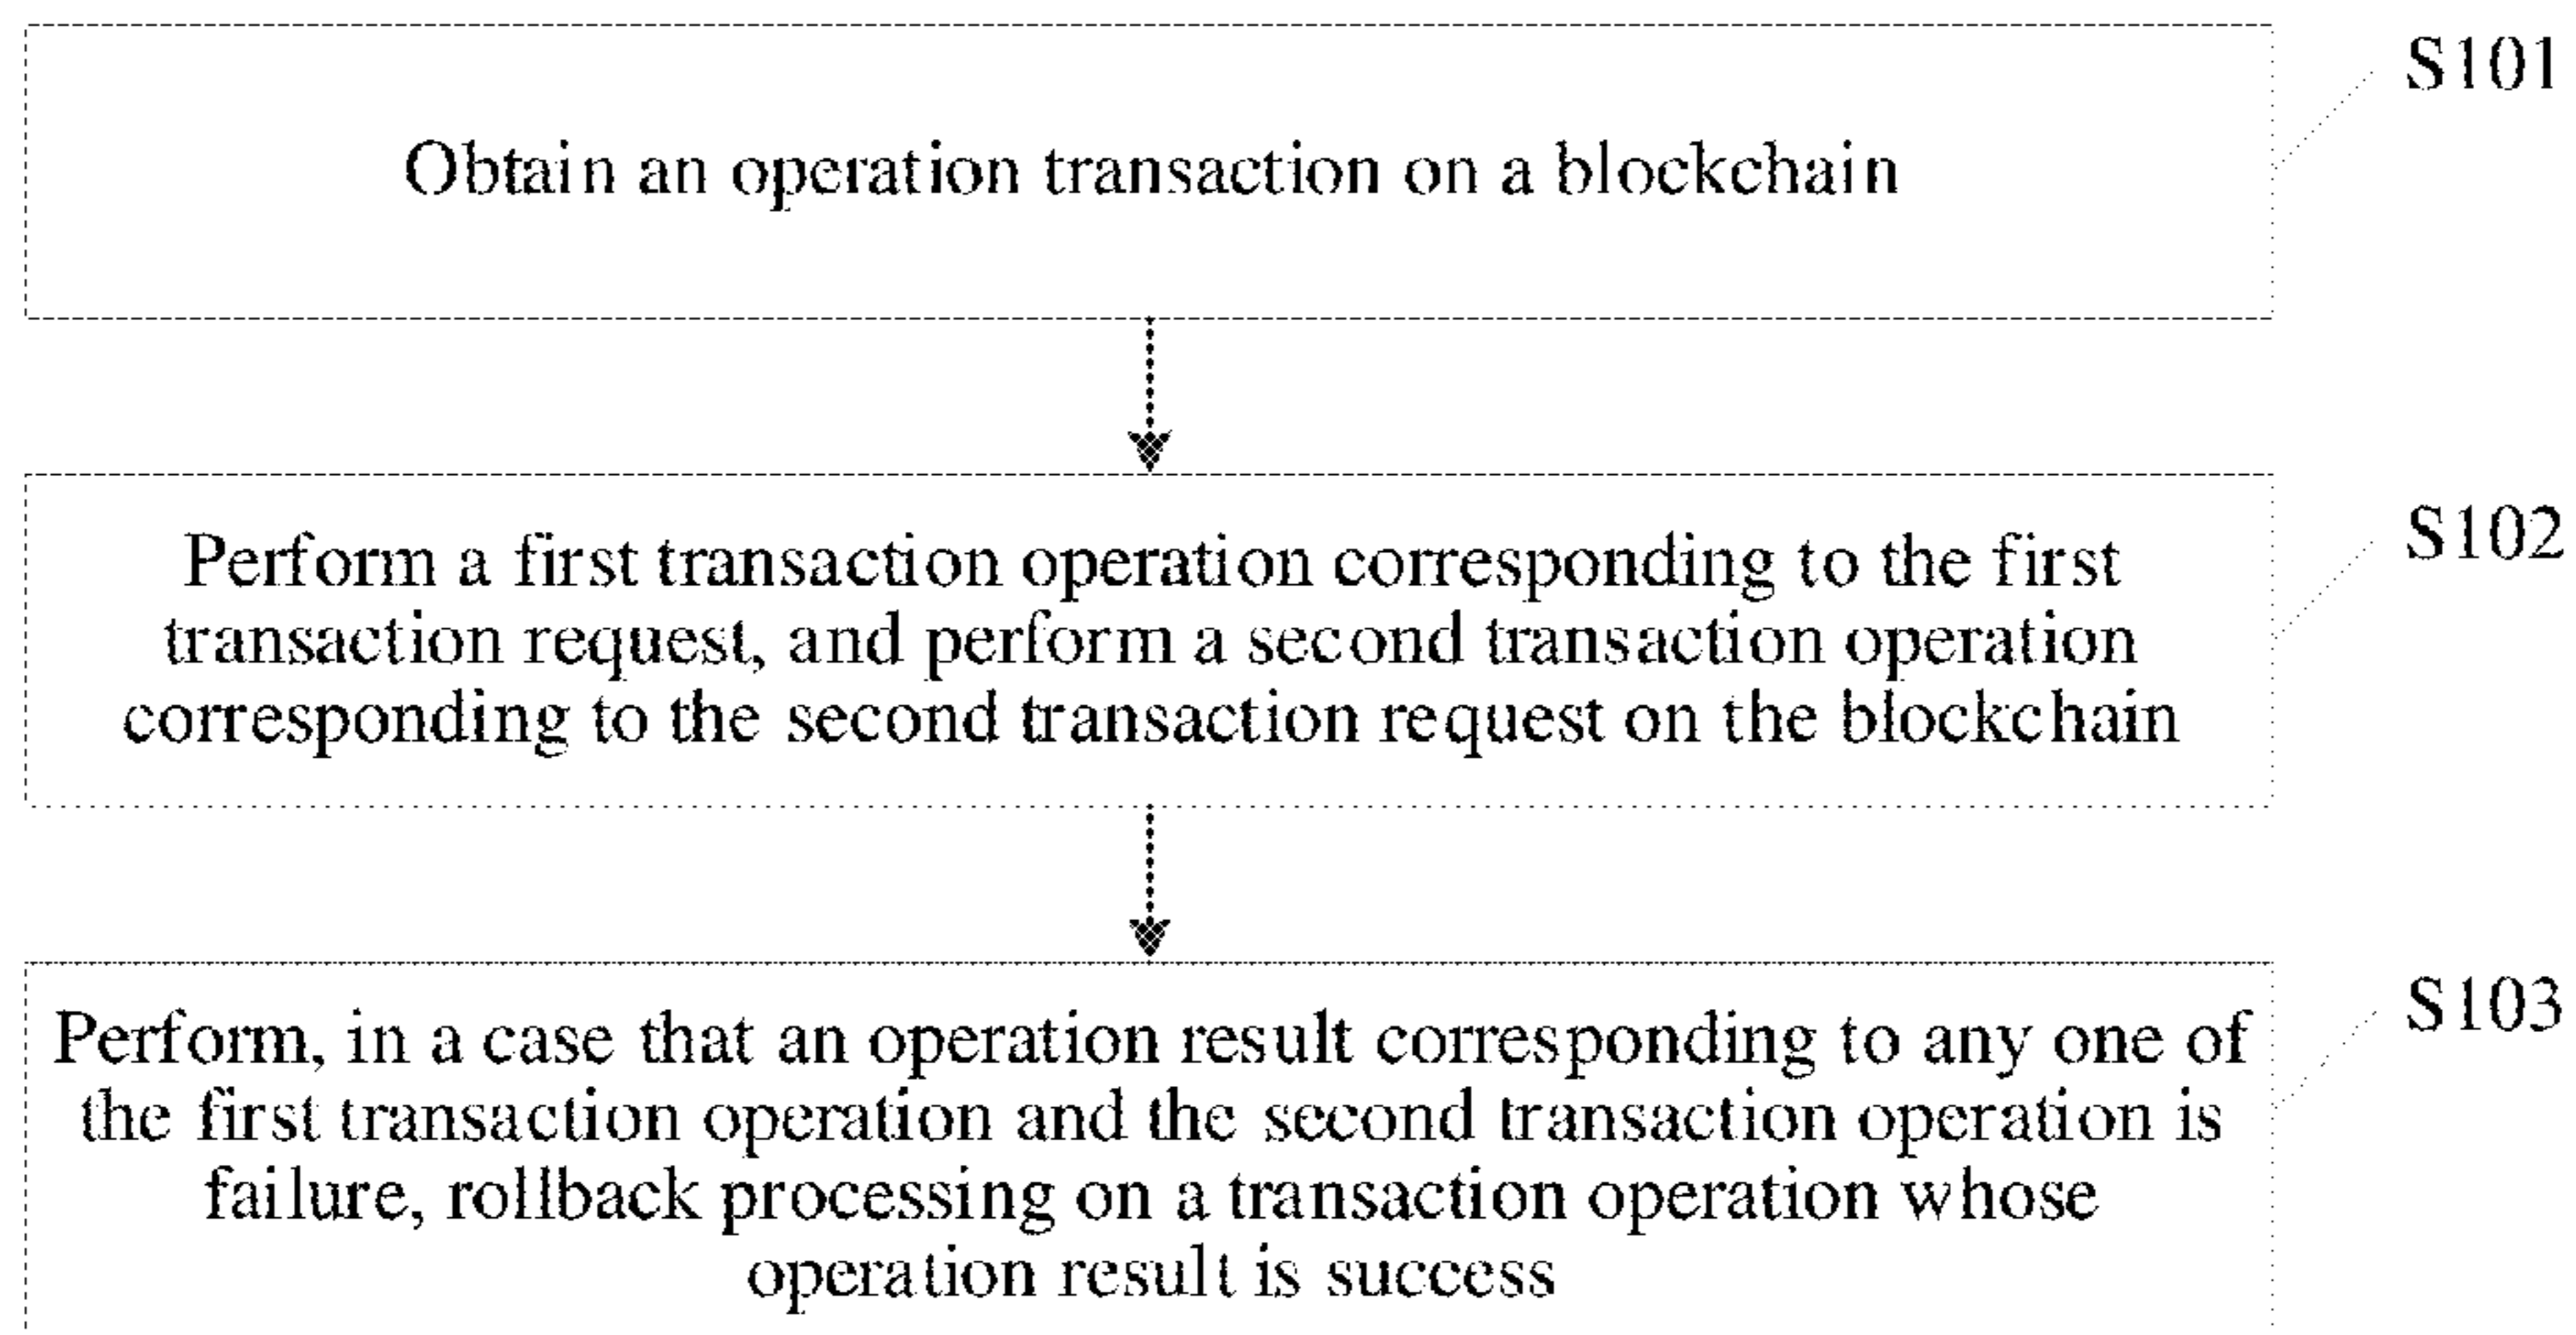 S101
Obtain an operation transaction on a blockchain
S102
Perform a first transaction operation corresponding to the first
transaction request, and perform a second transaction operation
corresponding to the second transaction request on the blockchain
S103
Perform, in a case that an operation result corresponding to any one of
the first transaction operation and the second transaction operation is
failure, rollback processing on a transaction operation whose
operation result is success